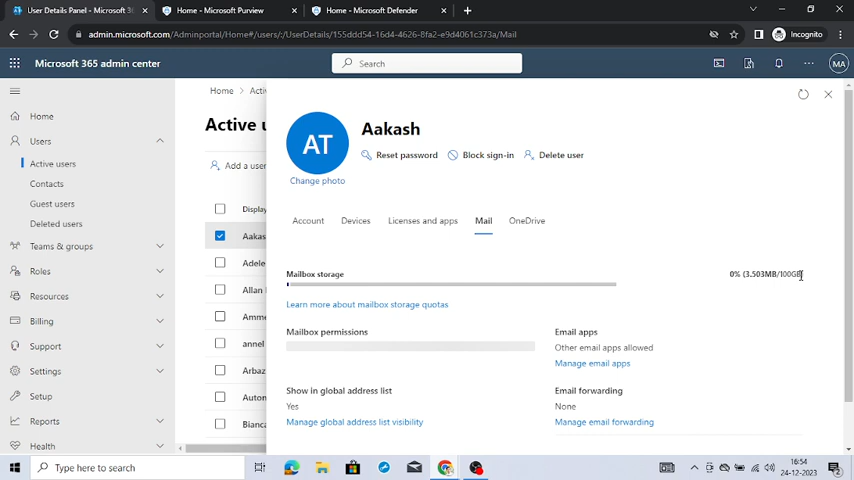 User Details Panel - Microsoft 36
Home - Microsoft Purview
Home - Microsoft Defender
admin.microsoft.com/Adminportal/Home#/users/:/UserDetails/155ddd54-16d4-4626-8fa2-e9d4061c373a/Mail
Incognito
Microsoft 365 admin center
Search
MA
Home
Users
Active users
Contacts
Guest users
Deleted users
Teams & groups
Roles
Resources
Billing
Support
Settings
Setup
Reports
Health
Home > Activ
Active u
Add a user
Display
Aakas
Adele
Allan
Amme
annel
Arbaz
Auton
Bianca
AT
Aakash
Change photo
Reset password
Block sign-in
Delete user
Account
Devices
Licenses and apps
Mail
OneDrive
Mailbox storage
0% (3.503MB/100GB)
Learn more about mailbox storage quotas
Mailbox permissions
Email apps
Other email apps allowed
Manage email apps
Show in global address list
Yes
Manage global address list visibility
Email forwarding
None
Manage email forwarding
Type here to search
16:54
24-12-2023
2